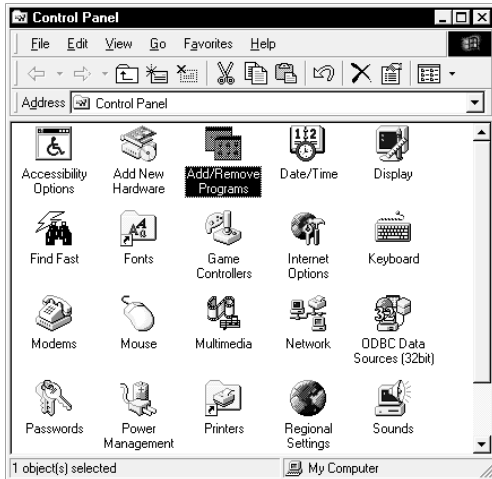 Control Panel
File Edit View Go Favorites Help
Address Control Panel
Accessibility Options
Add New Hardware
Add/Remove Programs
Date/Time
Display
Find Fast
Fonts
Game Controllers
Internet Options
Keyboard
Modems
Mouse
Multimedia
Network
ODBC Data Sources (32bit)
Passwords
Power Management
Printers
Regional Settings
Sounds
1 object(s) selected
My Computer